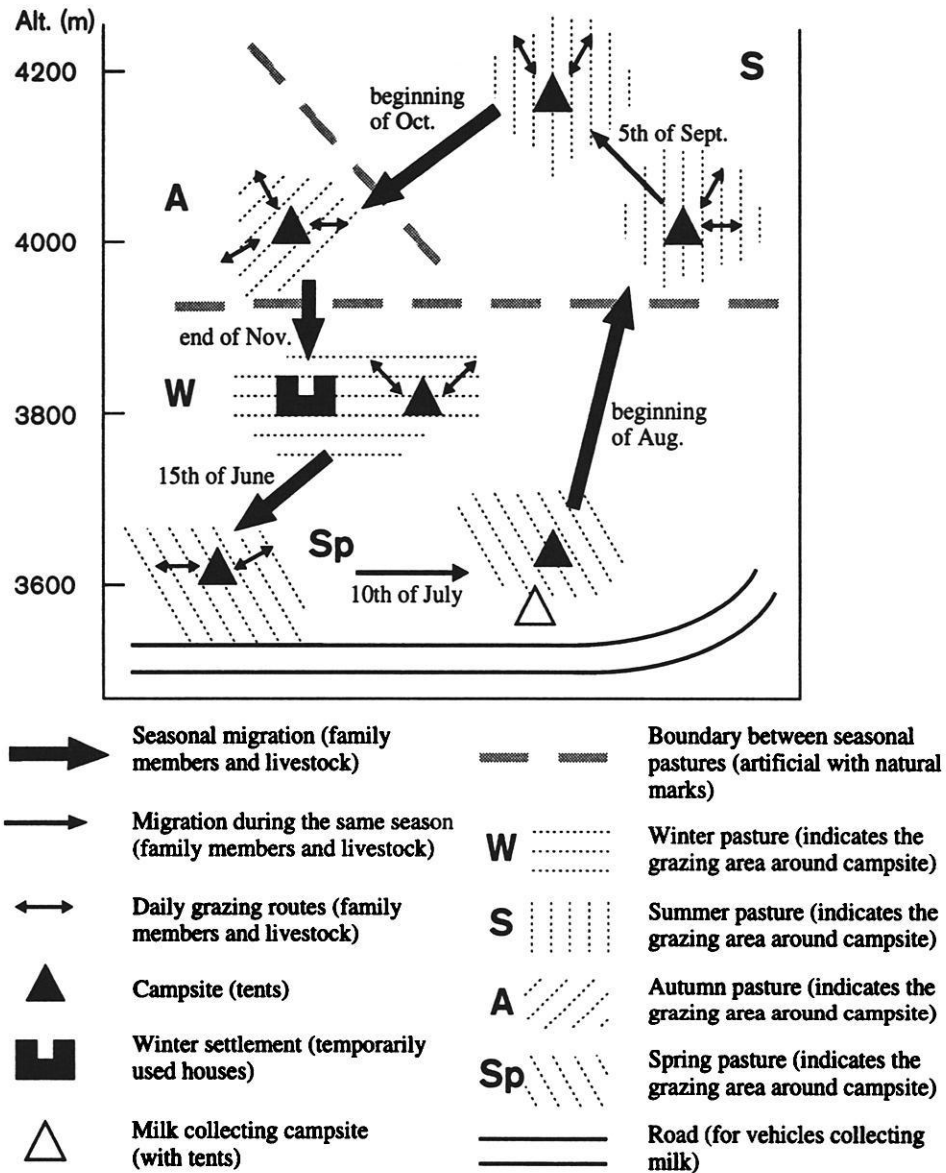 Alt. (m)
4200
4000
3800
3600
S
beginning
of Oct.
5th of Sept.
A
end of Nov.
W
beginning
of Aug.
15th of June
Sp
10th of July
Seasonal migration (family
members and livestock)
Migration during the same season
(family members and livestock)
Daily grazing routes (family
members and livestock)
Campsite (tents)
Winter settlement (temporarily
used houses)
Milk collecting campsite
(with tents)
Boundary between seasonal
pastures (artificial with natural
marks)
W
Winter pasture (indicates the
grazing area around campsite)
S
Summer pasture (indicates the
grazing area around campsite)
A
Autumn pasture (indicates the
grazing area around campsite)
Sp
Spring pasture (indicates the
grazing area around campsite)
Road (for vehicles collecting
milk)